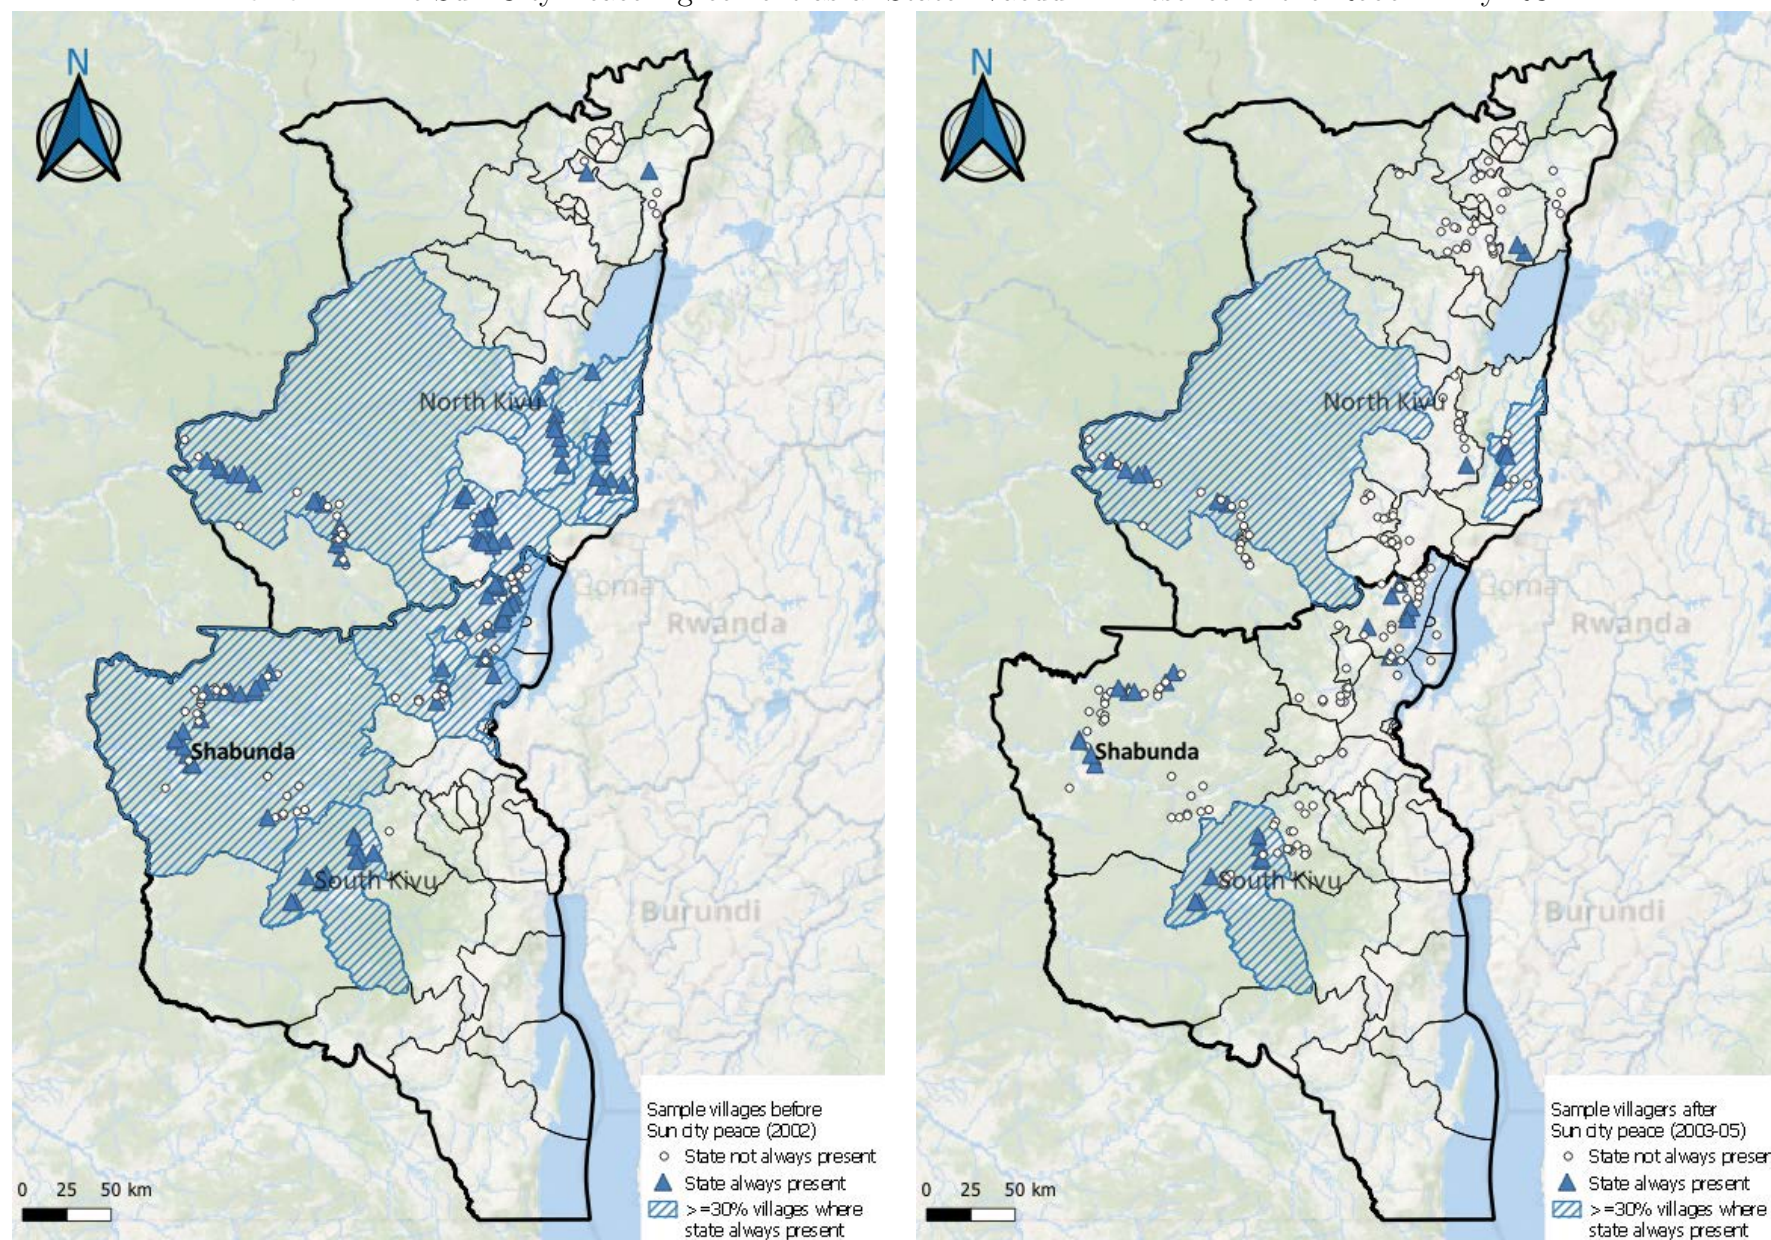 N
North Kivu
Goma
Rwanda
Shabunda
South Kivu
Burundi
Sample villages before
Sun city peace (2002)
State not always present
State always present
>=30% villages where
state always present
0 25 50 km
N
North Kivu
Goma
Rwanda
Shabunda
South Kivu
Burundi
Sample villagers after
Sun city peace (2003-05)
State not always presen
State always present
>=30% villages where
state always present
0 25 50 km